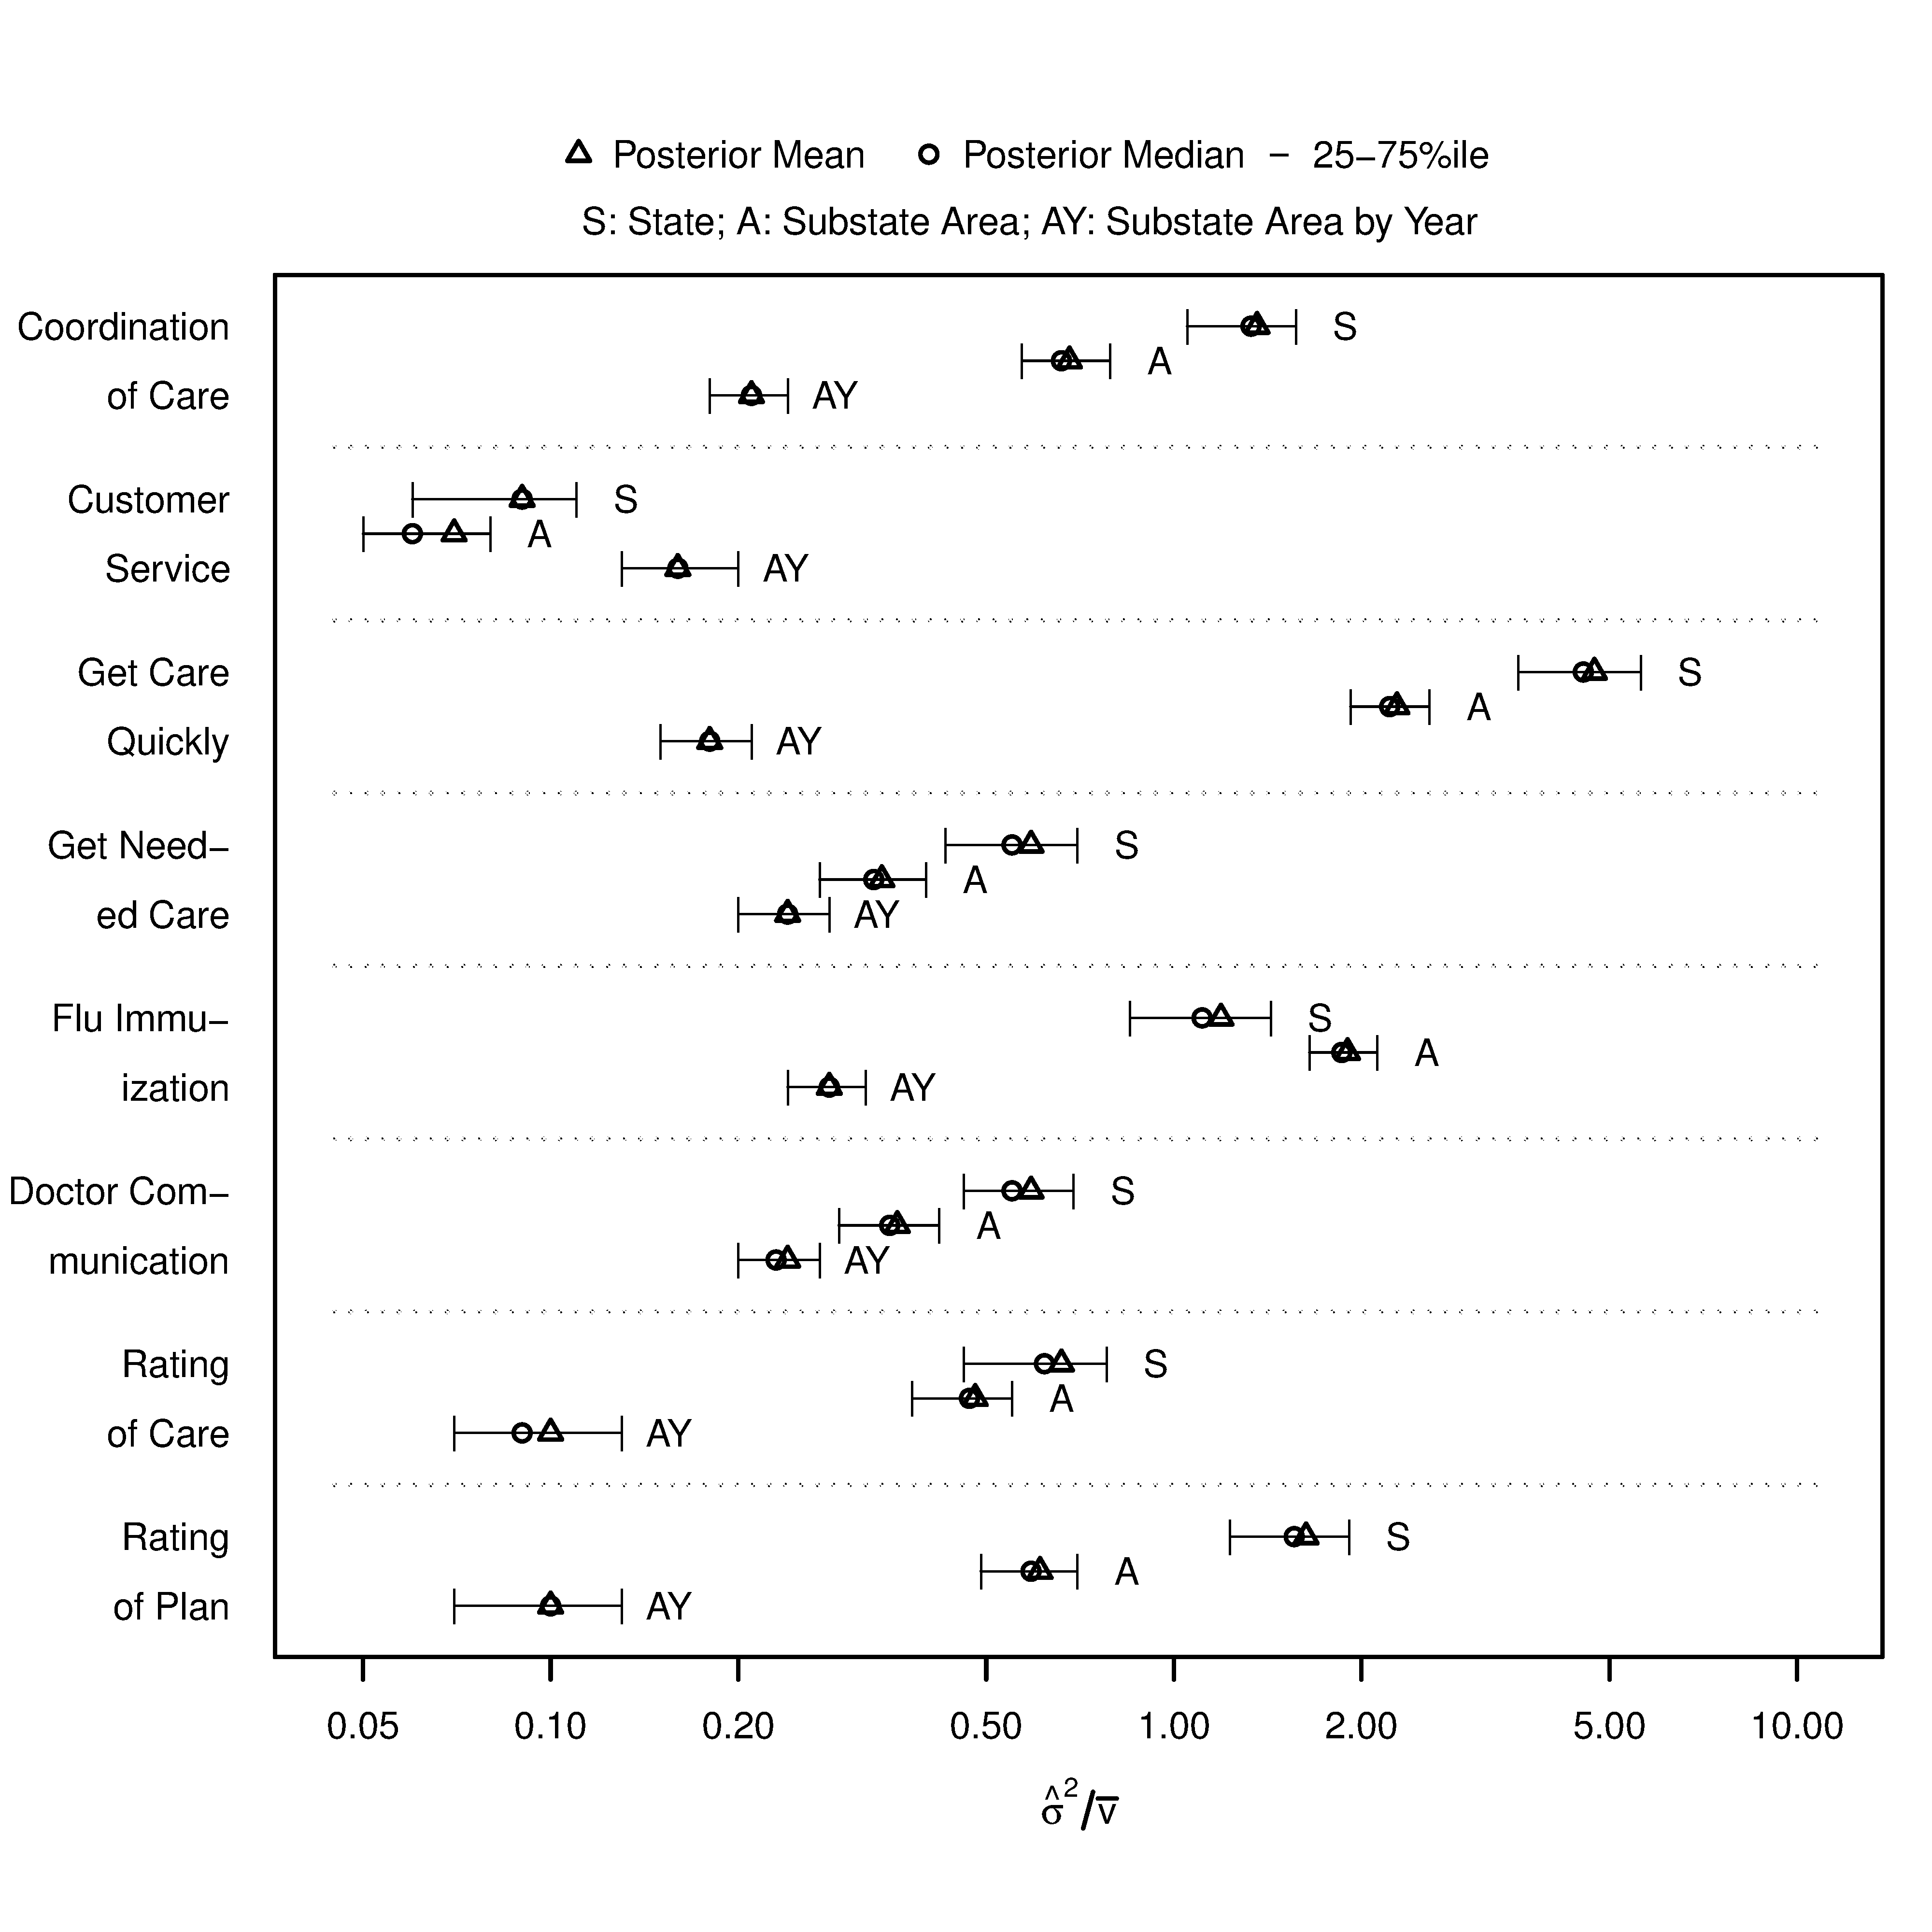 Posterior Mean Posterior Median – 25–75%ile
S: State; A: Substate Area; AY: Substate Area by Year
Coordination S
A
of Care AY
Customer S
A
Service AY
Get Care S
A
Quickly AY
Get Need– S
A
ed Care AY
Flu Immu– S
A
ization AY
Doctor Com– S
A
munication AY
Rating S
A
of Care AY
Rating S
A
of Plan AY
0.05 0.10 0.20 0.50 1.00 2.00 5.00 10.00
σ̂²/v̅